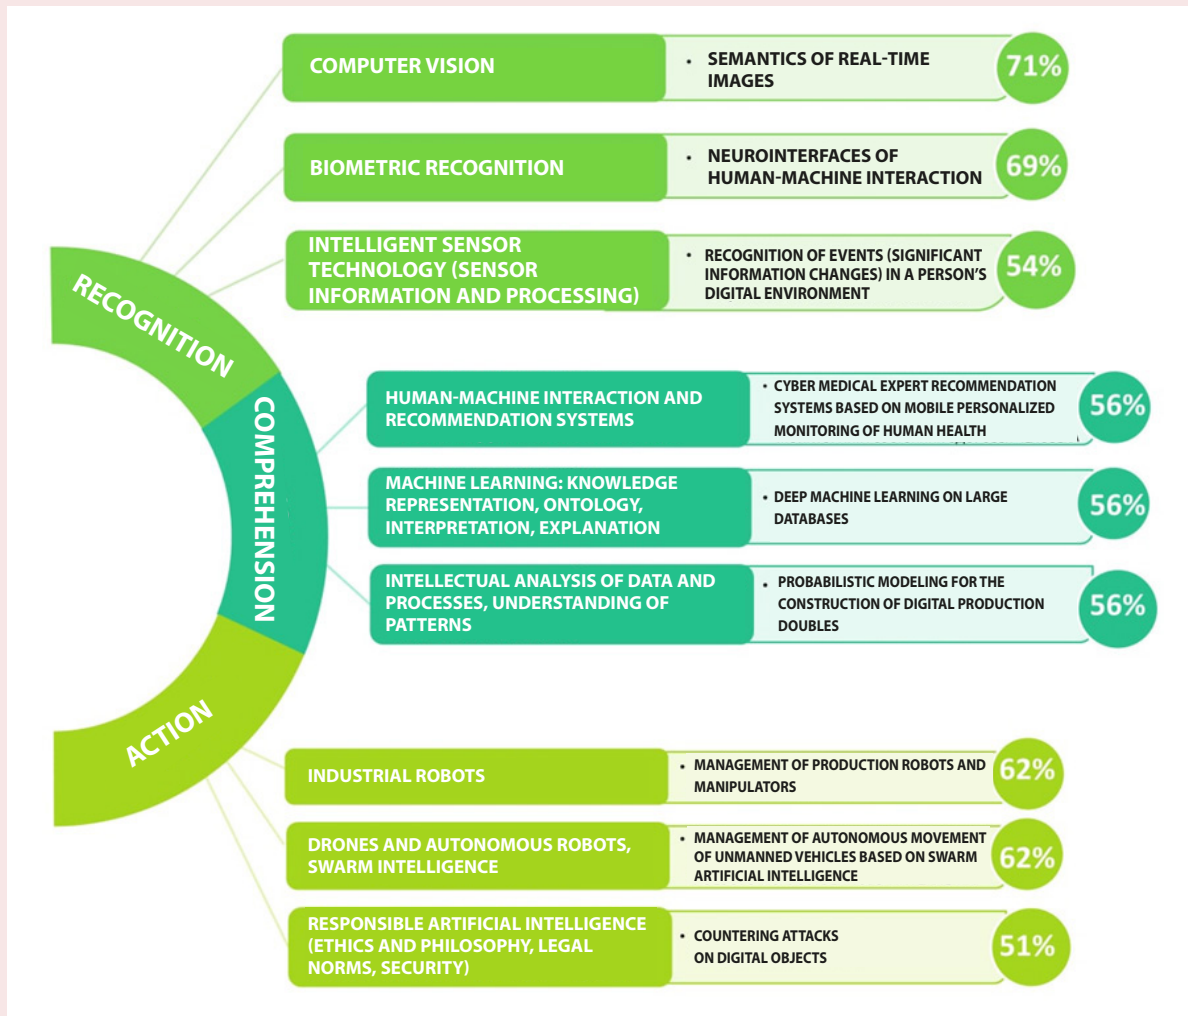 COMPUTER VISION
• SEMANTICS OF REAL-TIME
IMAGES
71%
BIOMETRIC RECOGNITION
• NEUROINTERFACES OF
HUMAN-MACHINE INTERACTION
69%
INTELLIGENT SENSOR
TECHNOLOGY (SENSOR
INFORMATION AND PROCESSING)
• RECOGNITION OF EVENTS (SIGNIFICANT
INFORMATION CHANGES) IN A PERSON'S
DIGITAL ENVIRONMENT
54%
RECOGNITION
HUMAN-MACHINE INTERACTION AND
RECOMMENDATION SYSTEMS
• CYBER MEDICAL EXPERT RECOMMENDATION
SYSTEMS BASED ON MOBILE PERSONALIZED
MONITORING OF HUMAN HEALTH
56%
MACHINE LEARNING: KNOWLEDGE
REPRESENTATION, ONTOLOGY,
INTERPRETATION, EXPLANATION
• DEEP MACHINE LEARNING ON LARGE
DATABASES
56%
COMPREHENSION
INTELLECTUAL ANALYSIS OF DATA AND
PROCESSES, UNDERSTANDING OF
PATTERNS
• PROBABILISTIC MODELING FOR THE
CONSTRUCTION OF DIGITAL PRODUCTION
DOUBLES
56%
ACTION
INDUSTRIAL ROBOTS
• MANAGEMENT OF PRODUCTION ROBOTS AND
MANIPULATORS
62%
DRONES AND AUTONOMOUS ROBOTS,
SWARM INTELLIGENCE
• MANAGEMENT OF AUTONOMOUS MOVEMENT
OF UNMANNED VEHICLES BASED ON SWARM
ARTIFICIAL INTELLIGENCE
62%
RESPONSIBLE ARTIFICIAL INTELLIGENCE
(ETHICS AND PHILOSOPHY, LEGAL
NORMS, SECURITY)
• COUNTERING ATTACKS
ON DIGITAL OBJECTS
51%